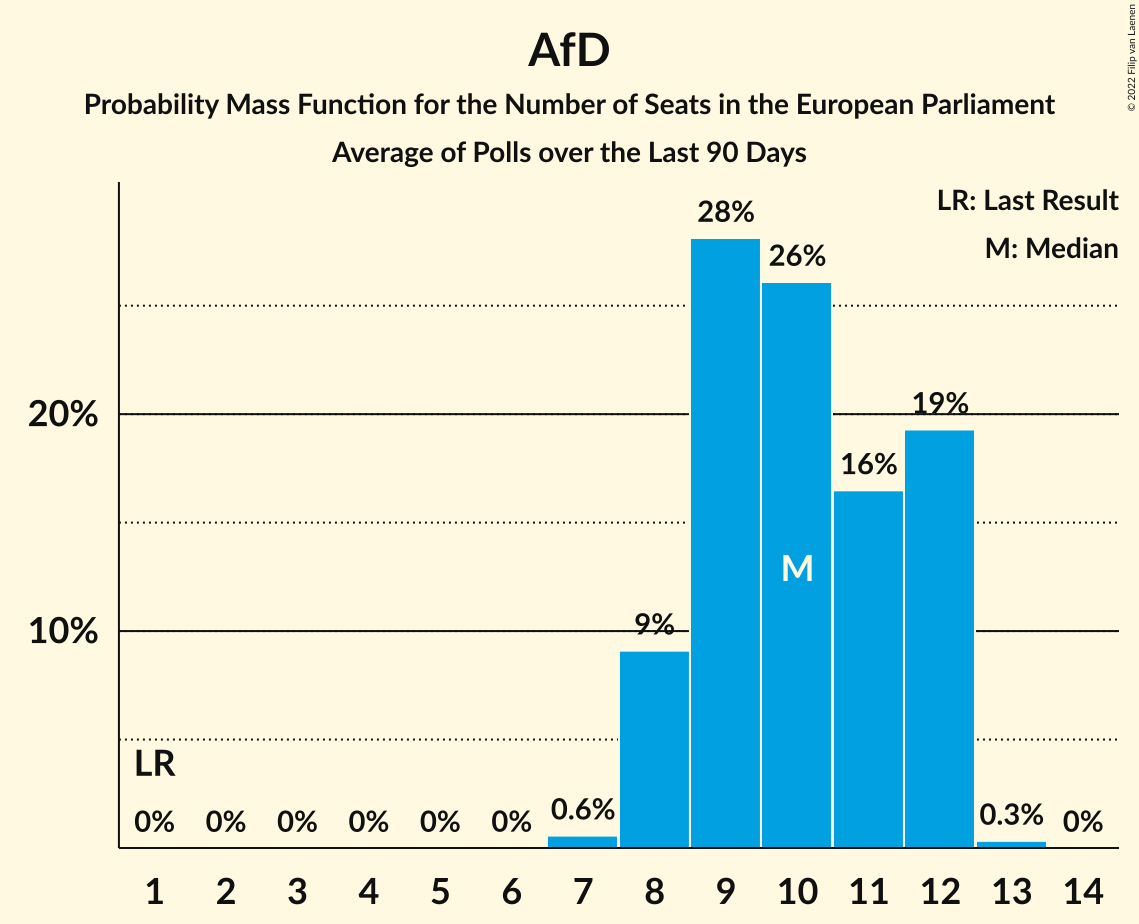 AfD
Probability Mass Function for the Number of Seats in the European Parliament
Average of Polls over the Last 90 Days
© 2022 Filip van Laenen
LR: Last Result
M: Median
28%
26%
20%
19%
16%
M
10%
9%
LR
0% 0% 0% 0% 0% 0% 0.6% 0.3% 0%
1 2 3 4 5 6 7 8 9 10 11 12 13 14